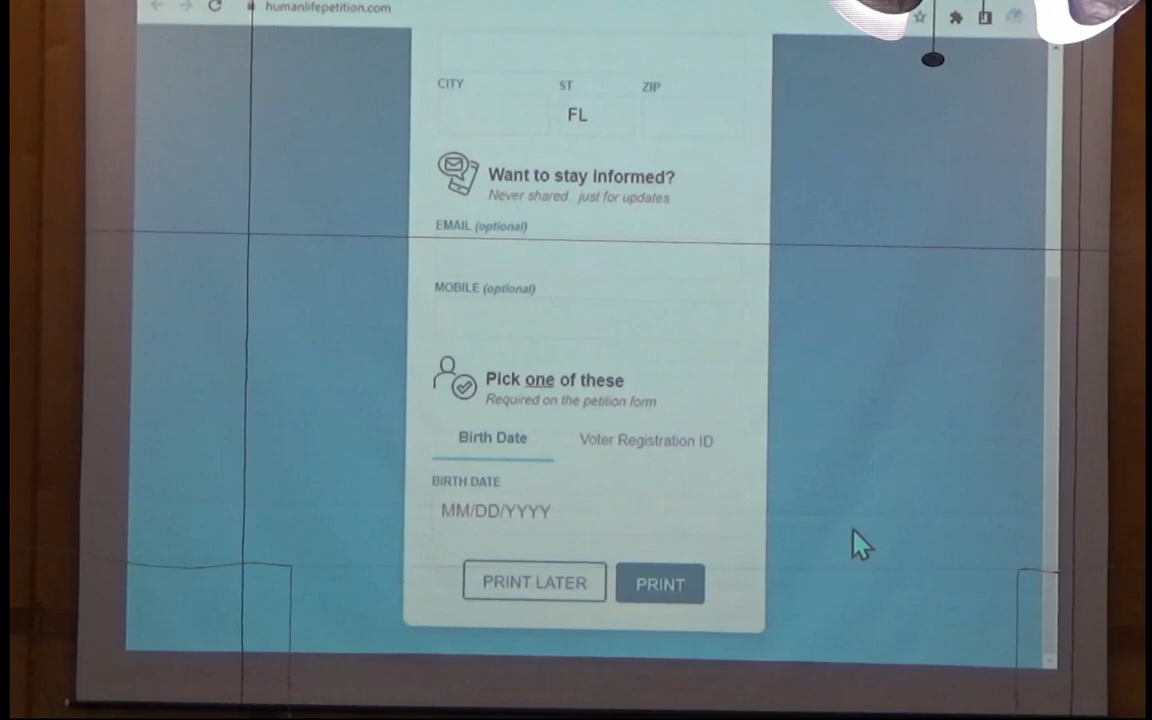 humanlifepetition.com
CITY ST ZIP
FL
Want to stay informed?
Never shared. just for updates
EMAIL (optional)
MOBILE (optional)
Pick one of these
Required on the petition form
Birth Date Voter Registration ID
BIRTH DATE
MM/DD/YYYY
PRINT LATER PRINT